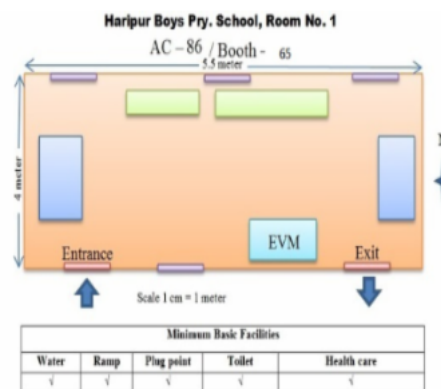 Haripur Boys Pry. School, Room No. 1
AC – 86 / Booth - 65
5.5 meter
4 meter
Entrance
EVM
Exit
Scale 1 cm = 1 meter
Minimum Basic Facilities
Water Ramp Plug point Toilet Health care
√ √ √ √ √